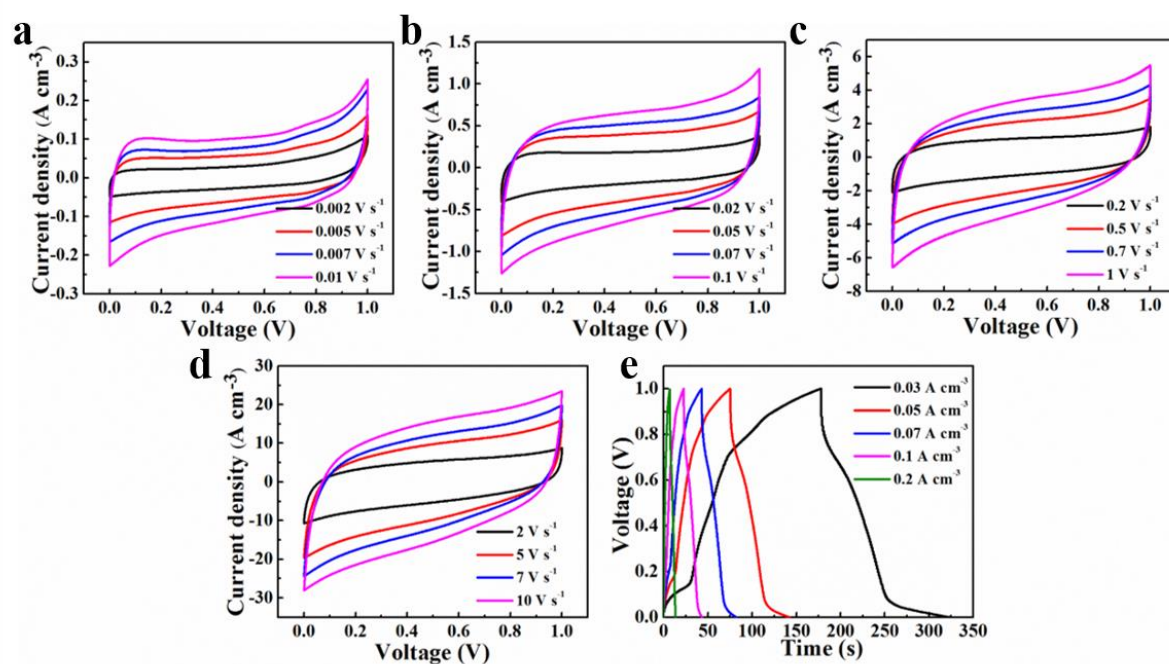 a
0.3
0.2
0.1
0.0
-0.1
-0.2
-0.3
Current density (A cm⁻³)
0.002 V s⁻¹
0.005 V s⁻¹
0.007 V s⁻¹
0.01 V s⁻¹
0.0 0.2 0.4 0.6 0.8 1.0
Voltage (V)
b
1.5
1.0
0.5
0.0
-0.5
-1.0
-1.5
Current density (A cm⁻³)
0.02 V s⁻¹
0.05 V s⁻¹
0.07 V s⁻¹
0.1 V s⁻¹
0.0 0.2 0.4 0.6 0.8 1.0
Voltage (V)
c
6
4
2
0
-2
-4
-6
-8
Current density (A cm⁻³)
0.2 V s⁻¹
0.5 V s⁻¹
0.7 V s⁻¹
1 V s⁻¹
0.0 0.2 0.4 0.6 0.8 1.0
Voltage (V)
d
30
20
10
0
-10
-20
-30
Current density (A cm⁻³)
2 V s⁻¹
5 V s⁻¹
7 V s⁻¹
10 V s⁻¹
0.0 0.2 0.4 0.6 0.8 1.0
Voltage (V)
e
1.0
0.8
0.6
0.4
0.2
0.0
Voltage (V)
0.03 A cm⁻³
0.05 A cm⁻³
0.07 A cm⁻³
0.1 A cm⁻³
0.2 A cm⁻³
0 50 100 150 200 250 300 350
Time (s)